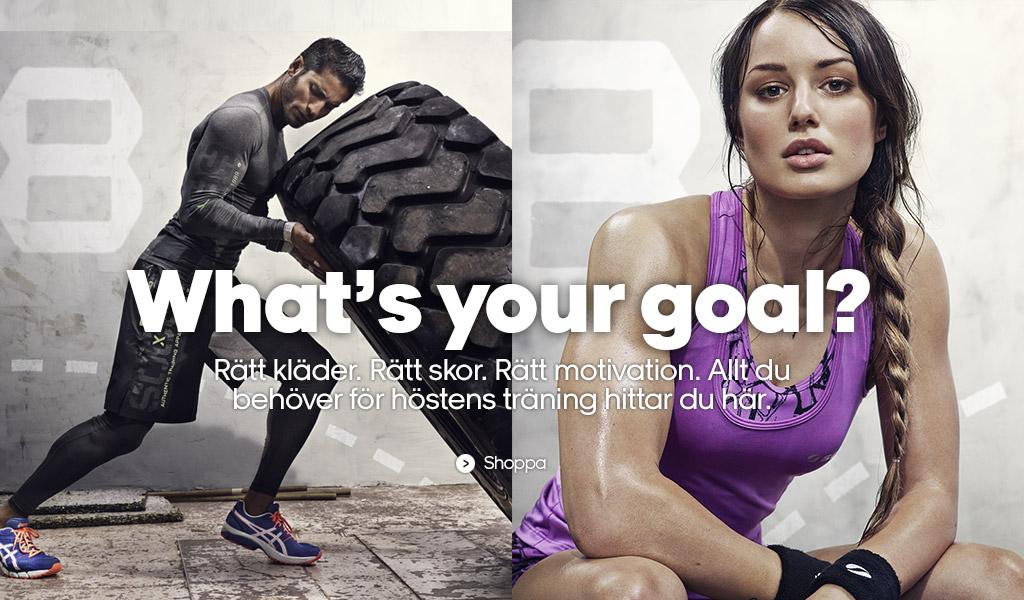 What's your goal?
Rätt kläder. Rätt skor. Rätt motivation. Allt du
behöver för höstens träning hittar du här.
Shoppa
8